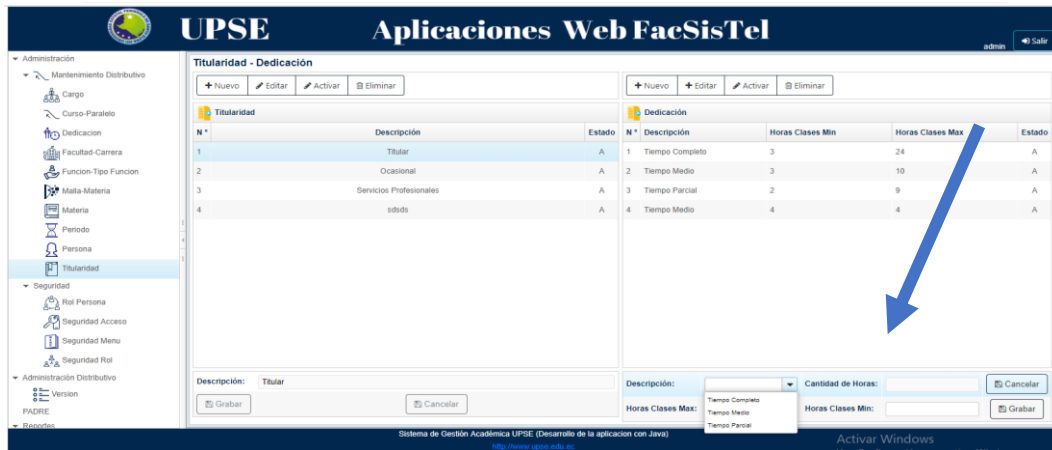 UPSE Aplicaciones Web FacSisTel
admin Salir
Administración
Mantenimiento Distributivo
Cargo
Curso-Paralelo
Dedicacion
Facultad-Carrera
Funcion-Tipo Funcion
Malla-Materia
Materia
Periodo
Persona
Titularidad
Seguridad
Rol Persona
Seguridad Acceso
Seguridad Menu
Seguridad Rol
Administración Distributivo
Version
PADRE
Reportes
Titularidad - Dedicación
Nuevo Editar Activar Eliminar
Titularidad
N º Descripción Estado
1 Titular A
2 Ocasional A
3 Servicios Profesionales A
4 sdsds A
Descripción: Titular
Grabar Cancelar
Nuevo Editar Activar Eliminar
Dedicación
N º Descripción Horas Clases Min Horas Clases Max Estado
1 Tiempo Completo 3 24 A
2 Tiempo Medio 3 10 A
3 Tiempo Parcial 2 9 A
4 Tiempo Medio 4 4 A
Descripción: Cantidad de Horas: Cancelar
Tiempo Completo
Tiempo Medio
Tiempo Parcial
Horas Clases Max: Horas Clases Min: Grabar
Sistema de Gestión Académica UPSE (Desarrollo de la aplicacion con Java)
http://www.upse.edu.ec
Activar Windows